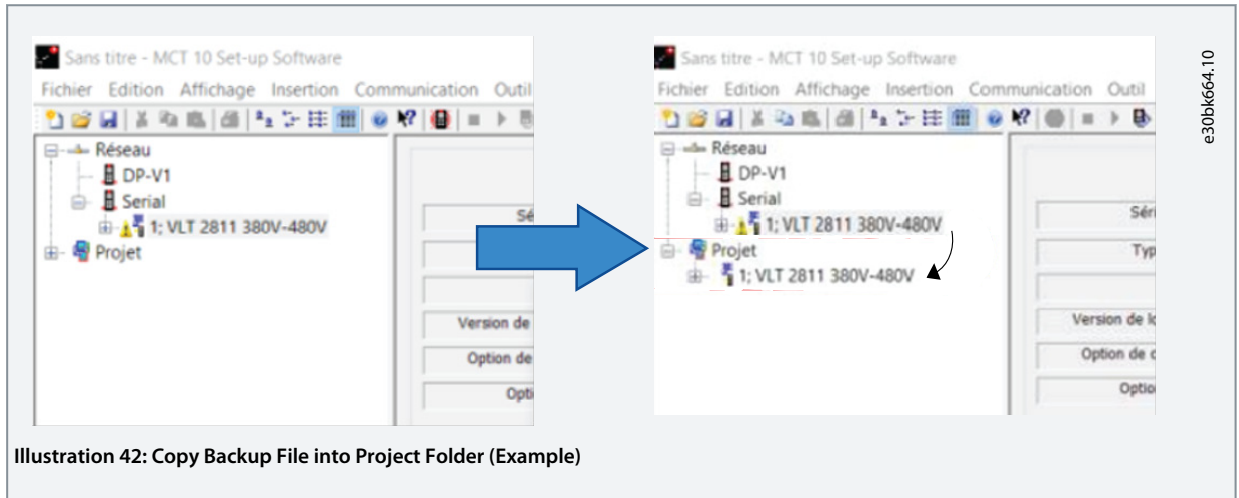 Sans titre - MCT 10 Set-up Software
Fichier Edition Affichage Insertion Communication Outil
Réseau
DP-V1
Serial
1; VLT 2811 380V-480V
Projet
Sé
Version de
Option de
Opti
Sans titre - MCT 10 Set-up Software
Fichier Edition Affichage Insertion Communication Outil
Réseau
DP-V1
Serial
1; VLT 2811 380V-480V
Projet
1; VLT 2811 380V-480V
Séri
Typ
Version de lo
Option de c
Optio
e30bk664.10
Illustration 42: Copy Backup File into Project Folder (Example)